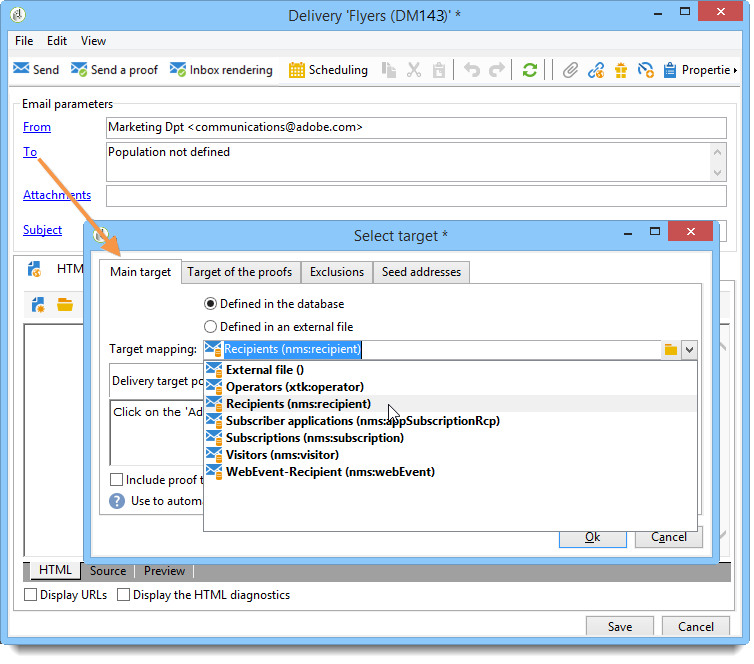 Delivery 'Flyers (DM143)' *
File Edit View
Send Send a proof Inbox rendering Scheduling Propertie
Email parameters
From Marketing Dpt <communications@adobe.com>
To Population not defined
Attachments
Subject
Select target *
HTM
Main target Target of the proofs Exclusions Seed addresses
Defined in the database
Defined in an external file
Target mapping: Recipients (nms:recipient)
External file ()
Delivery target po
Operators (xtk:operator)
Recipients (nms:recipient)
Click on the 'Ad
Subscriber applications (nms:appSubscriptionRcp)
Subscriptions (nms:subscription)
Visitors (nms:visitor)
WebEvent-Recipient (nms:webEvent)
Include proof t
Use to automa
Ok Cancel
HTML Source Preview
Display URLs Display the HTML diagnostics
Save Cancel